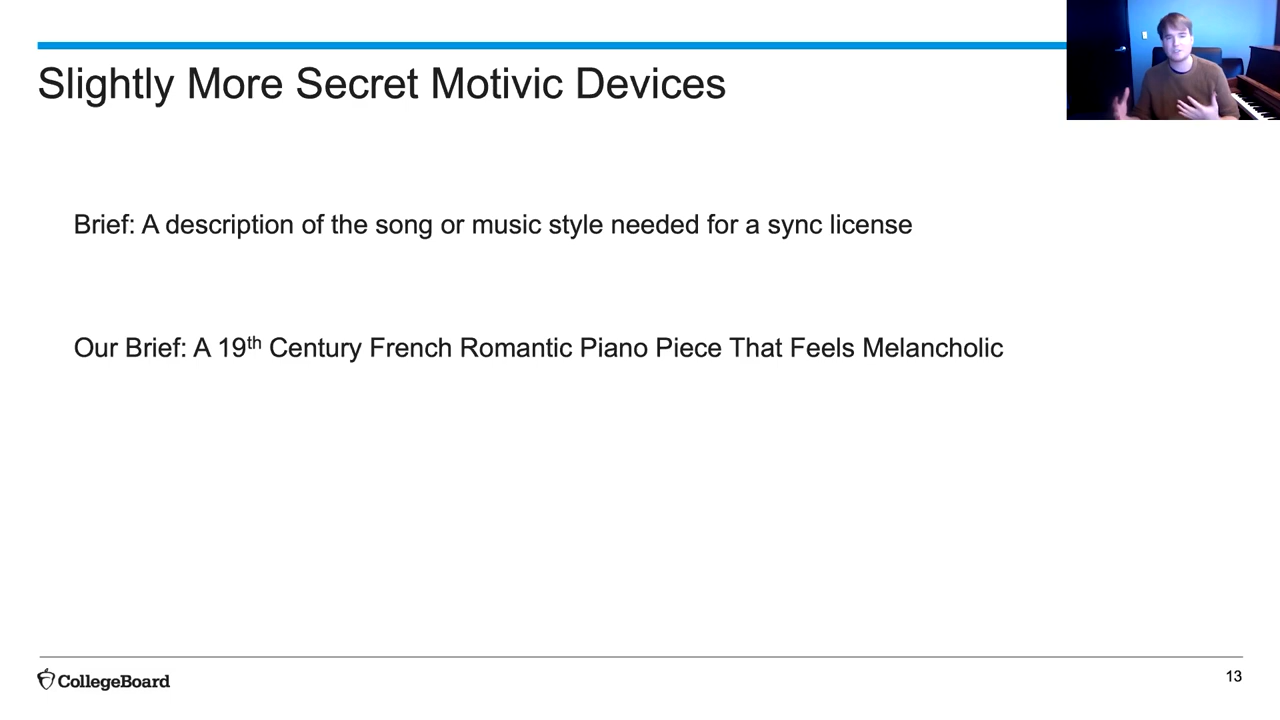 Slightly More Secret Motivic Devices
Brief: A description of the song or music style needed for a sync license
Our Brief: A 19th Century French Romantic Piano Piece That Feels Melancholic
CollegeBoard
13